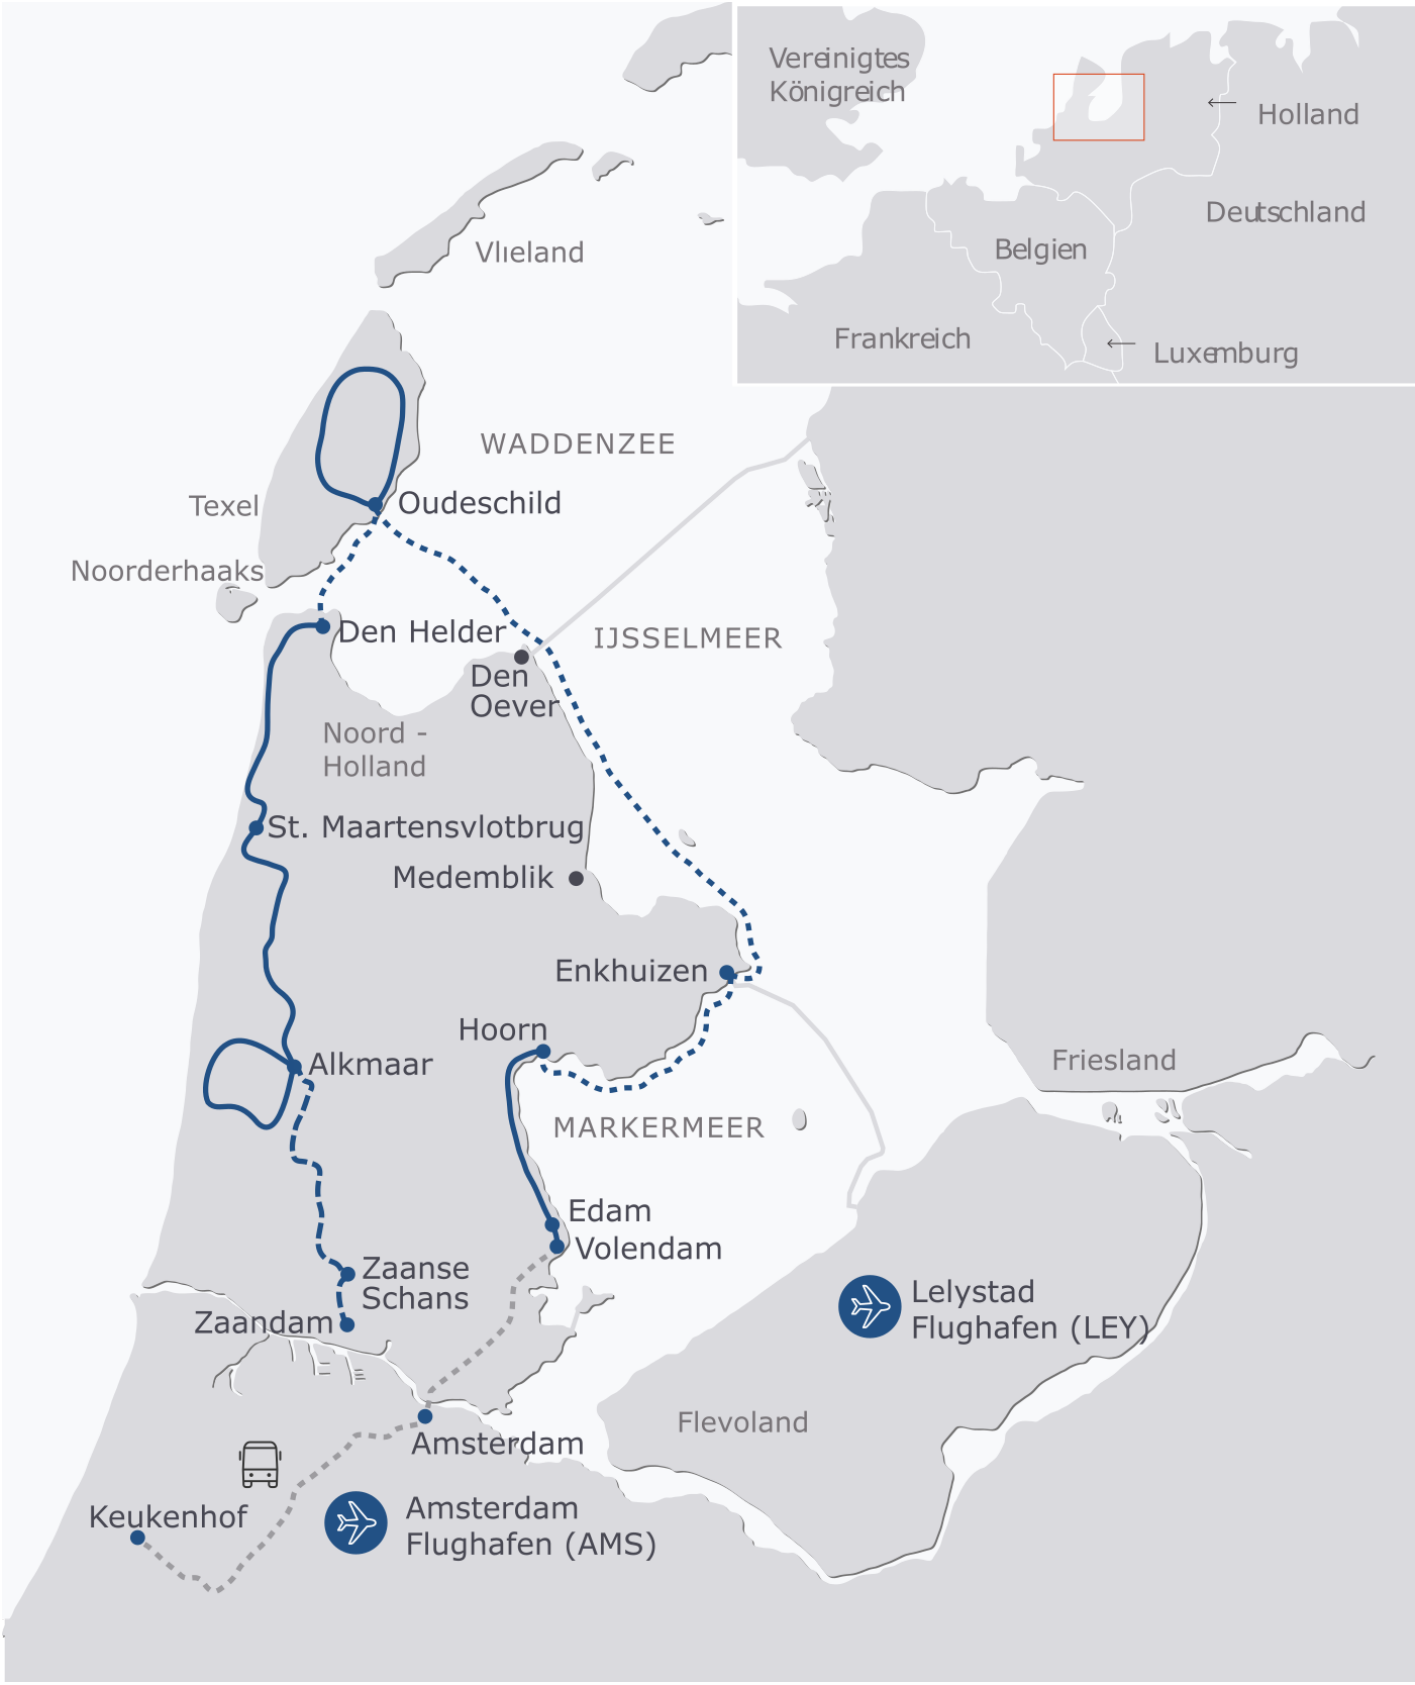 Vereinigtes
Königreich
Holland
Deutschland
Belgien
Frankreich
Luxemburg
Vlieland
WADDENZEE
Texel
Oudeschild
Noorderhaaks
Den Helder
IJSSELMEER
Den
Oever
Noord -
Holland
St. Maartensvlotbrug
Medemblik
Enkhuizen
Hoorn
Alkmaar
Friesland
MARKERMEER
Edam
Volendam
Zaanse
Schans
Zaandam
Lelystad
Flughafen (LEY)
Flevoland
Amsterdam
Keukenhof
Amsterdam
Flughafen (AMS)